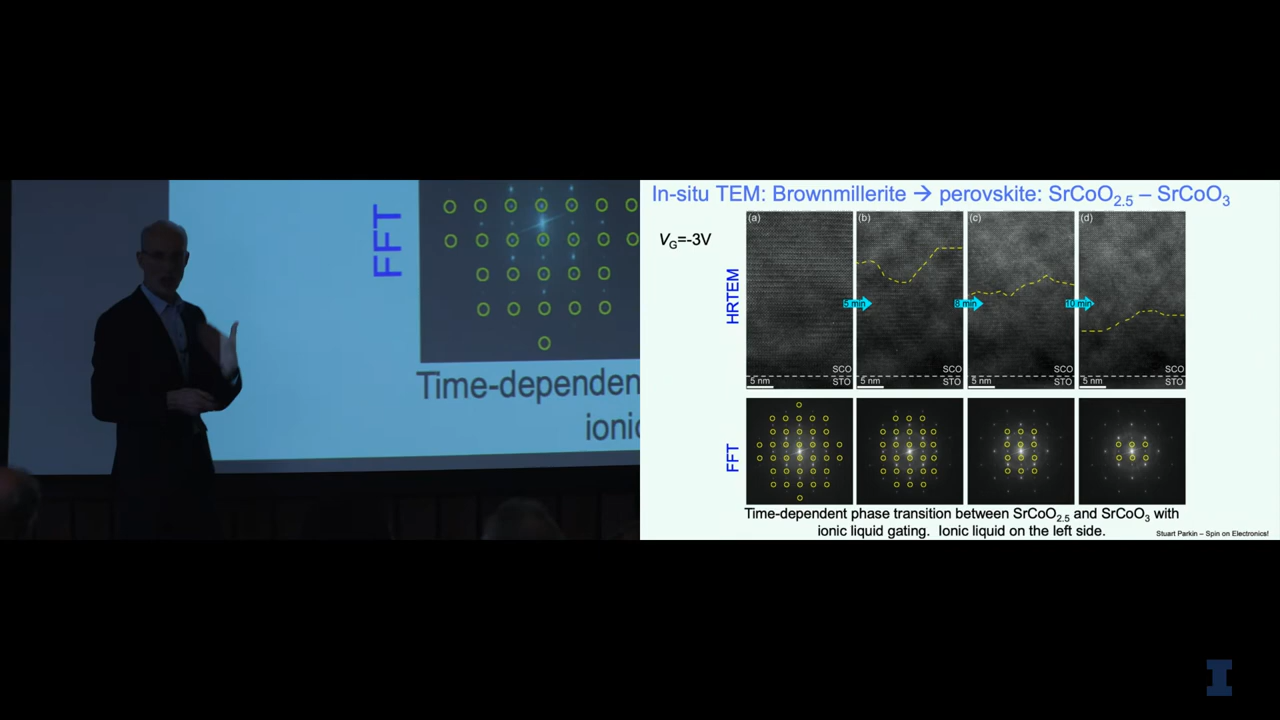 FFT
Time-dependen
ionic
In-situ TEM: Brownmillerite → perovskite: SrCoO2.5 – SrCoO3
VG=-3V
HRTEM
(a)
(b)
(c)
(d)
5 min
8 min
10 min
SCO
STO
5 nm
SCO
STO
5 nm
SCO
STO
5 nm
SCO
STO
5 nm
FFT
Time-dependent phase transition between SrCoO2.5 and SrCoO3 with
ionic liquid gating. Ionic liquid on the left side.
Stuart Parkin – Spin on Electronics!
I